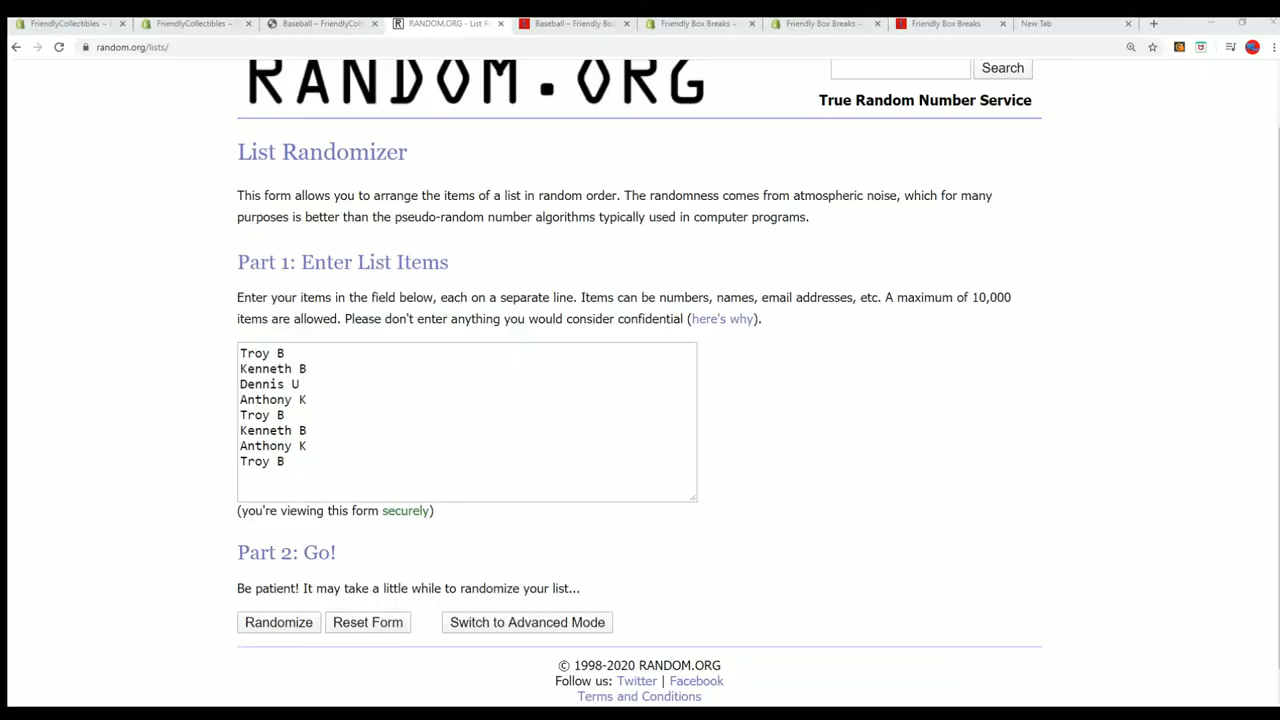 FriendlyCollectibles –
FriendlyCollectibles –
Baseball – FriendlyColl
RANDOM.ORG - List R
Baseball – Friendly Bo
Friendly Box Breaks –
Friendly Box Breaks –
Friendly Box Breaks
New Tab
random.org/lists/
RANDOM.ORG
Search
True Random Number Service
List Randomizer
This form allows you to arrange the items of a list in random order. The randomness comes from atmospheric noise, which for many
purposes is better than the pseudo-random number algorithms typically used in computer programs.
Part 1: Enter List Items
Enter your items in the field below, each on a separate line. Items can be numbers, names, email addresses, etc. A maximum of 10,000
items are allowed. Please don't enter anything you would consider confidential (here's why).
Troy B
Kenneth B
Dennis U
Anthony K
Troy B
Kenneth B
Anthony K
Troy B
(you're viewing this form securely)
Part 2: Go!
Be patient! It may take a little while to randomize your list...
Randomize
Reset Form
Switch to Advanced Mode
© 1998-2020 RANDOM.ORG
Follow us: Twitter | Facebook
Terms and Conditions